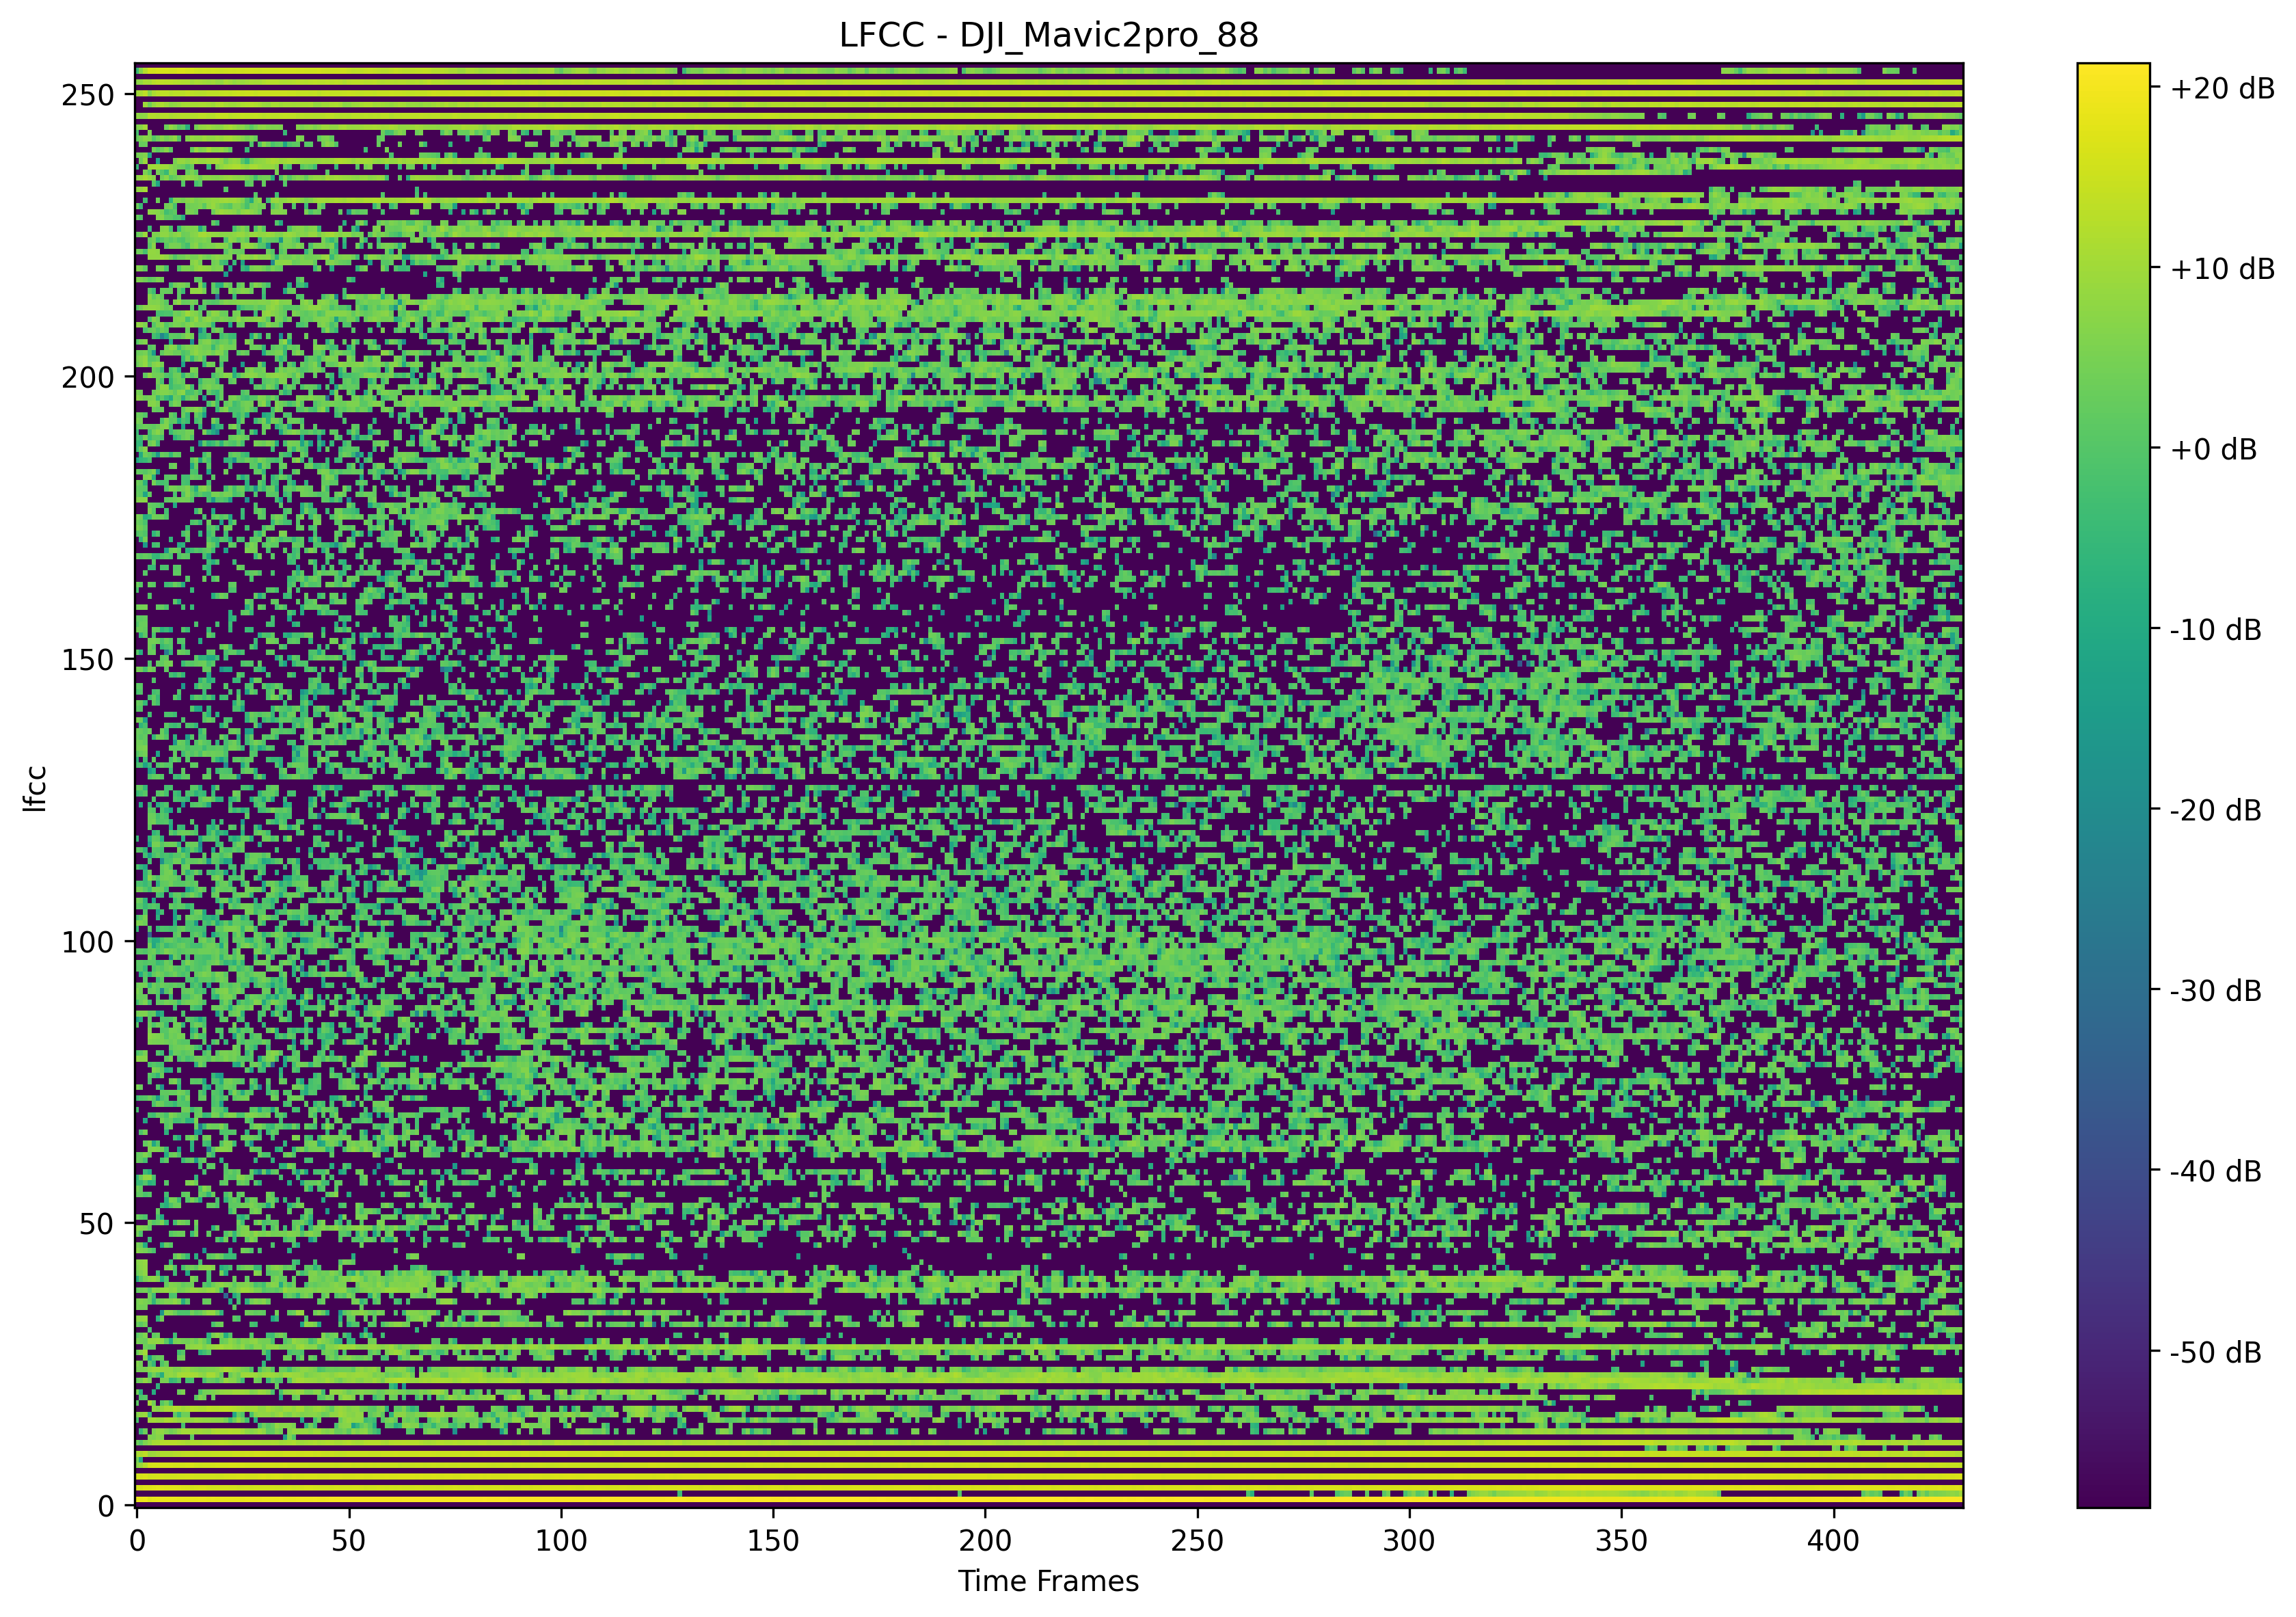 LFCC - DJI_Mavic2pro_88
250
200
150
100
50
0
lfcc
0 50 100 150 200 250 300 350 400
Time Frames
+20 dB
+10 dB
+0 dB
-10 dB
-20 dB
-30 dB
-40 dB
-50 dB